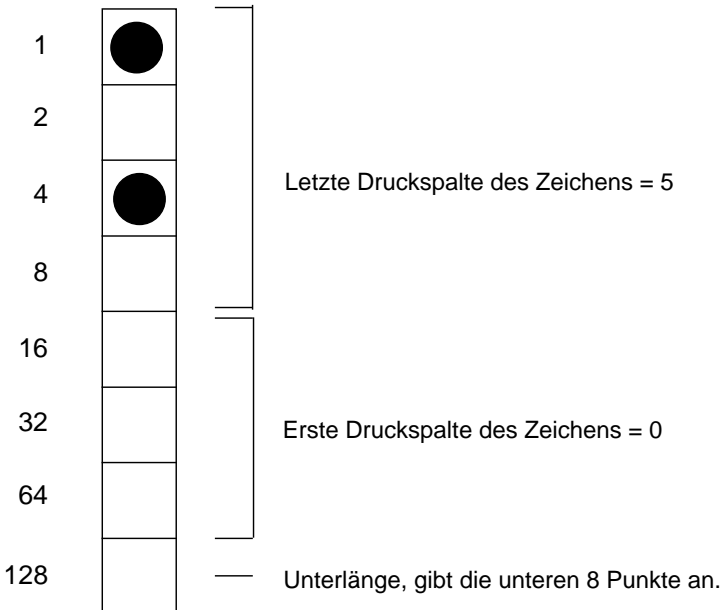 1
2
4
Letzte Druckspalte des Zeichens = 5
8
16
32
Erste Druckspalte des Zeichens = 0
64
128
Unterlänge, gibt die unteren 8 Punkte an.